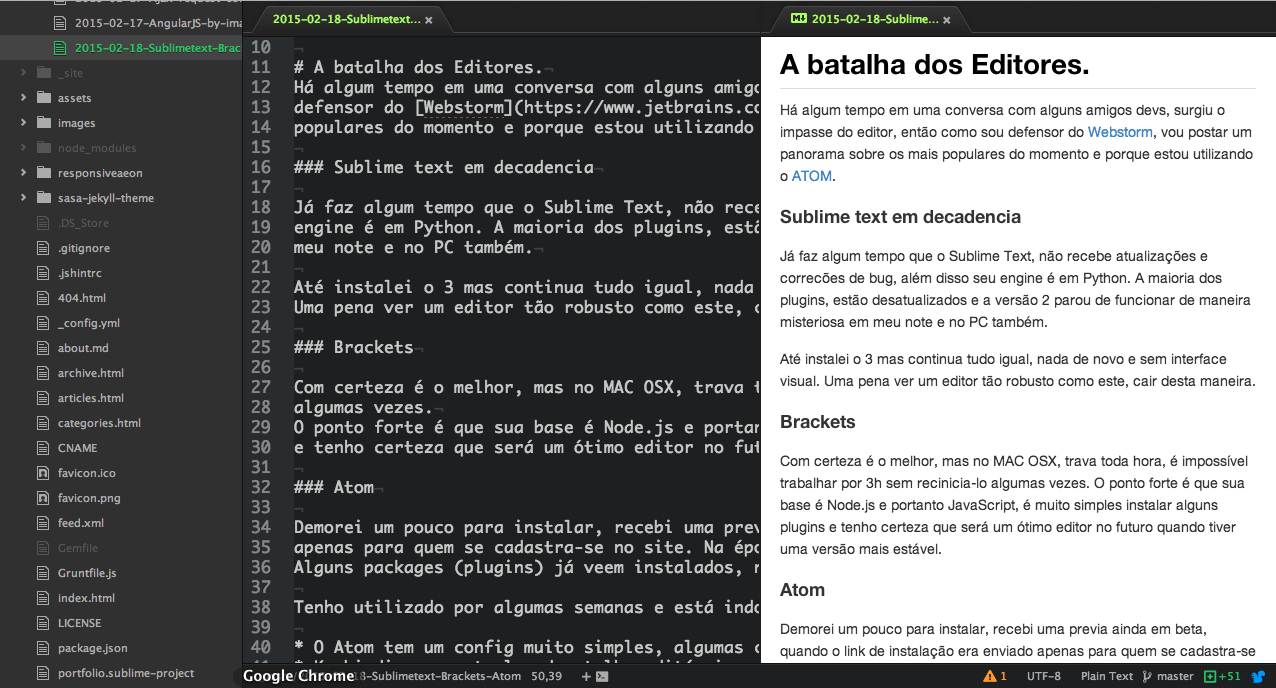 2015-02-17-AngularJS-by-ima
2015-02-18-Sublimetext-Brac
_site
assets
images
node_modules
responsiveaeon
sasa-jekyll-theme
.DS_Store
.gitignore
.jshintrc
404.html
_config.yml
about.md
archive.html
articles.html
categories.html
CNAME
favicon.ico
favicon.png
feed.xml
Gemfile
Gruntfile.js
index.html
LICENSE
package.json
portfolio.sublime-project
2015-02-18-Sublimetext... ×
10 ¬
11 # A batalha dos Editores.¬
12 Há algum tempo em uma conversa com alguns amigo
13 defensor do [Webstorm](https://www.jetbrains.co
14 populares do momento e porque estou utilizando
15 ¬
16 ### Sublime text em decadencia¬
17 ¬
18 Já faz algum tempo que o Sublime Text, não rece
19 engine é em Python. A maioria dos plugins, está
20 meu note e no PC também.¬
21 ¬
22 Até instalei o 3 mas continua tudo igual, nada
23 Uma pena ver um editor tão robusto como este, c
24 ¬
25 ### Brackets¬
26 ¬
27 Com certeza é o melhor, mas no MAC OSX, trava t
28 algumas vezes.¬
29 O ponto forte é que sua base é Node.js e portan
30 e tenho certeza que será um ótimo editor no fut
31 ¬
32 ### Atom¬
33 ¬
34 Demorei um pouco para instalar, recebi uma prev
35 apenas para quem se cadastra-se no site. Na épo
36 Alguns packages (plugins) já veem instalados,
37 ¬
38 Tenho utilizado por algumas semanas e está indo
39 ¬
40 * O Atom tem um config muito simples, algumas c
2015-02-18-Sublime... ×
A batalha dos Editores.
Há algum tempo em uma conversa com alguns amigos devs, surgiu o
impasse do editor, então como sou defensor do Webstorm, vou postar um
panorama sobre os mais populares do momento e porque estou utilizando
o ATOM.
Sublime text em decadencia
Já faz algum tempo que o Sublime Text, não recebe atualizações e
correcões de bug, além disso seu engine é em Python. A maioria dos
plugins, estão desatualizados e a versão 2 parou de funcionar de maneira
misteriosa em meu note e no PC também.
Até instalei o 3 mas continua tudo igual, nada de novo e sem interface
visual. Uma pena ver um editor tão robusto como este, cair desta maneira.
Brackets
Com certeza é o melhor, mas no MAC OSX, trava toda hora, é impossível
trabalhar por 3h sem recinicia-lo algumas vezes. O ponto forte é que sua
base é Node.js e portanto JavaScript, é muito simples instalar alguns
plugins e tenho certeza que será um ótimo editor no futuro quando tiver
uma versão mais estável.
Atom
Demorei um pouco para instalar, recebi uma previa ainda em beta,
quando o link de instalação era enviado apenas para quem se cadastra-se
Google Chrome 8-Sublimetext-Brackets-Atom 50,39 + 1 UTF-8 Plain Text master +51